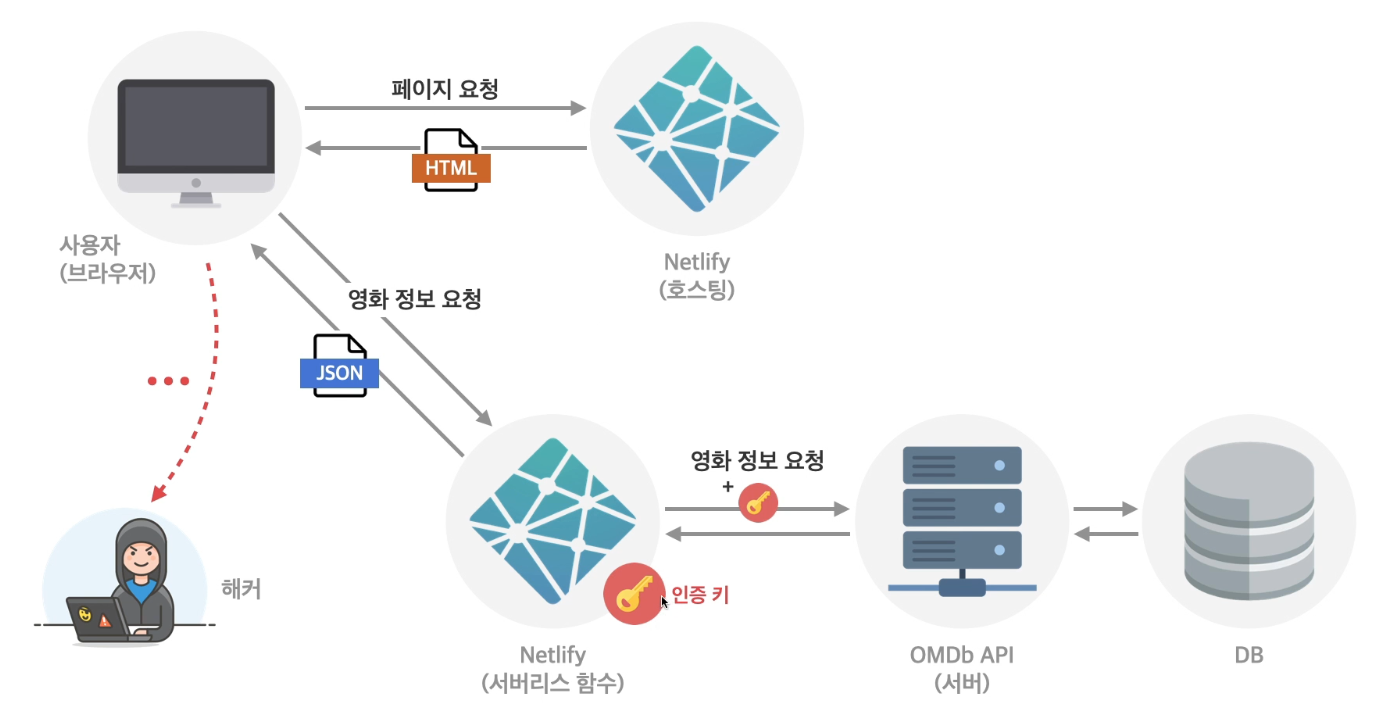 페이지 요청
HTML
사용자
(브라우저)
Netlify
(호스팅)
영화 정보 요청
JSON
영화 정보 요청
+
인증 키
해커
Netlify
(서버리스 함수)
OMDb API
(서버)
DB